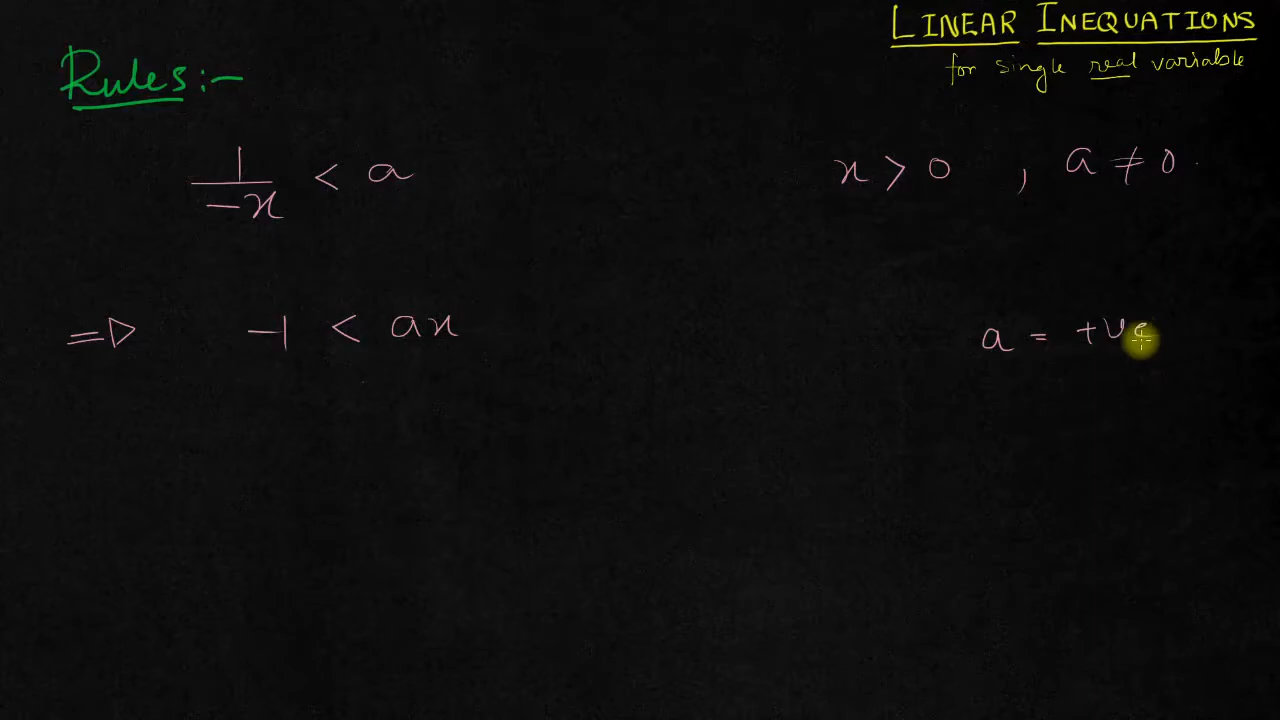 LINEAR INEQUATIONS
for single real variable
Rules:-
1/-x < a
x > 0 , a ≠ 0
=> -1 < ax
a = +ve